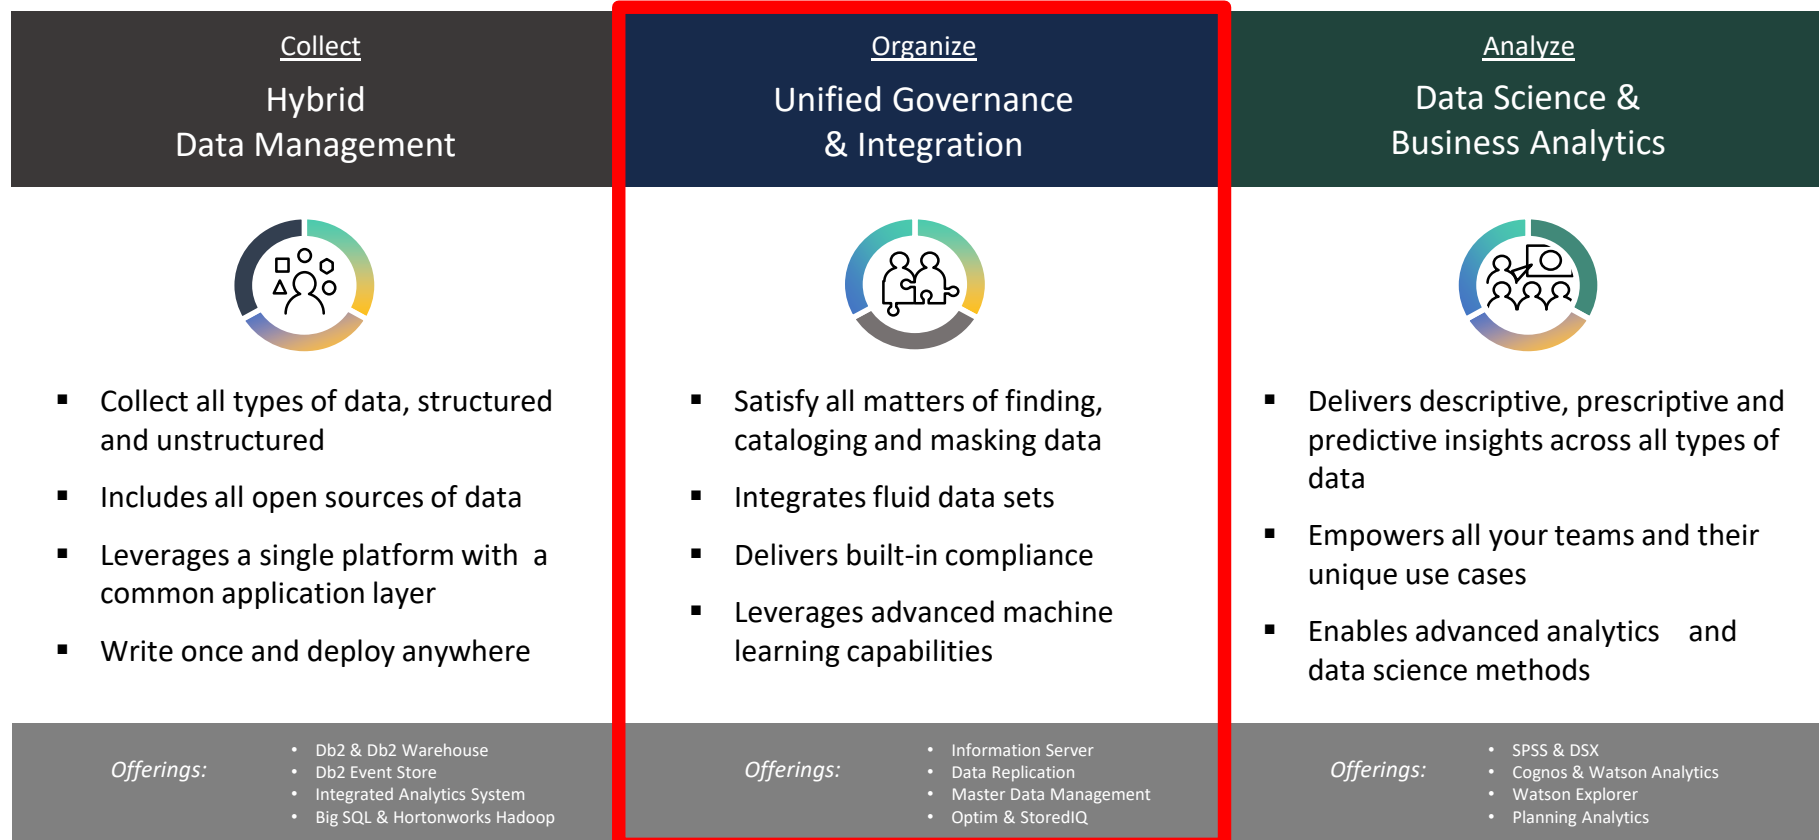 Collect
Hybrid
Data Management
▪ Collect all types of data, structured
and unstructured
▪ Includes all open sources of data
▪ Leverages a single platform with a
common application layer
▪ Write once and deploy anywhere
Offerings:
• Db2 & Db2 Warehouse
• Db2 Event Store
• Integrated Analytics System
• Big SQL & Hortonworks Hadoop
Organize
Unified Governance
& Integration
▪ Satisfy all matters of finding,
cataloging and masking data
▪ Integrates fluid data sets
▪ Delivers built-in compliance
▪ Leverages advanced machine
learning capabilities
Offerings:
• Information Server
• Data Replication
• Master Data Management
• Optim & StoredIQ
Analyze
Data Science &
Business Analytics
▪ Delivers descriptive, prescriptive and
predictive insights across all types of
data
▪ Empowers all your teams and their
unique use cases
▪ Enables advanced analytics and
data science methods
Offerings:
• SPSS & DSX
• Cognos & Watson Analytics
• Watson Explorer
• Planning Analytics